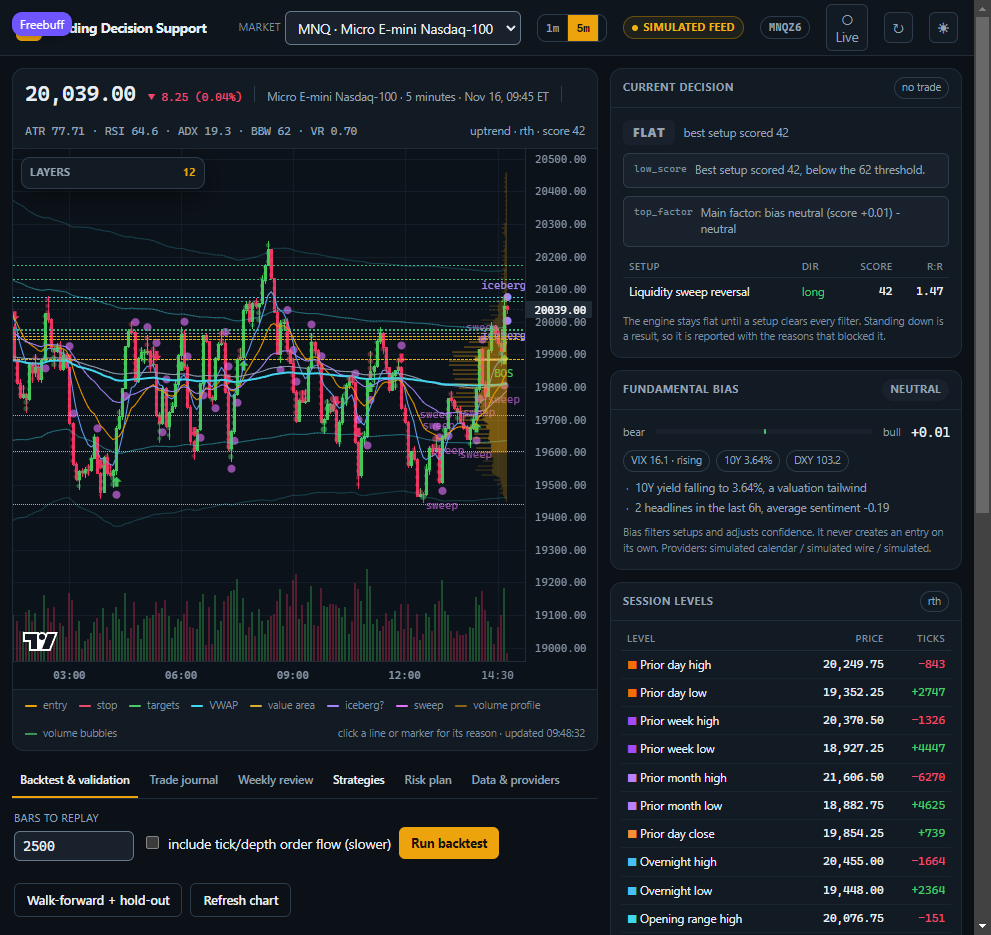 Freebuff
ding Decision Support
MARKET
MNQ · Micro E-mini Nasdaq-100
1m
5m
SIMULATED FEED
MNQZ6
Live
20,039.00
▼ 8.25 (0.04%)
Micro E-mini Nasdaq-100 · 5 minutes · Nov 16, 09:45 ET
ATR 77.71 · RSI 64.6 · ADX 19.3 · BBW 62 · VR 0.70
uptrend · rth · score 42
LAYERS
12
20500.00
20400.00
20300.00
20200.00
20100.00
20039.00
20000.00
19900.00
19800.00
19700.00
19600.00
19500.00
19400.00
19300.00
19200.00
19100.00
19000.00
iceberg
BOS
sweep
sweep
sweep
sweep
03:00
06:00
09:00
12:00
14:30
entry
stop
targets
VWAP
value area
iceberg?
sweep
volume profile
volume bubbles
click a line or marker for its reason · updated 09:48:32
Backtest & validation
Trade journal
Weekly review
Strategies
Risk plan
Data & providers
BARS TO REPLAY
2500
include tick/depth order flow (slower)
Run backtest
Walk-forward + hold-out
Refresh chart
CURRENT DECISION
no trade
FLAT
best setup scored 42
low_score
Best setup scored 42, below the 62 threshold.
top_factor
Main factor: bias neutral (score +0.01) -
neutral
SETUP
DIR
SCORE
R:R
Liquidity sweep reversal
long
42
1.47
The engine stays flat until a setup clears every filter. Standing down is
a result, so it is reported with the reasons that blocked it.
FUNDAMENTAL BIAS
NEUTRAL
bear
bull
+0.01
VIX 16.1 · rising
10Y 3.64%
DXY 103.2
· 10Y yield falling to 3.64%, a valuation tailwind
· 2 headlines in the last 6h, average sentiment -0.19
Bias filters setups and adjusts confidence. It never creates an entry on
its own. Providers: simulated calendar / simulated wire / simulated.
SESSION LEVELS
rth
LEVEL
PRICE
TICKS
Prior day high
20,249.75
−843
Prior day low
19,352.25
+2747
Prior week high
20,370.50
−1326
Prior week low
18,927.25
+4447
Prior month high
21,606.50
−6270
Prior month low
18,882.75
+4625
Prior day close
19,854.25
+739
Overnight high
20,455.00
−1664
Overnight low
19,448.00
+2364
Opening range high
20,076.75
−151